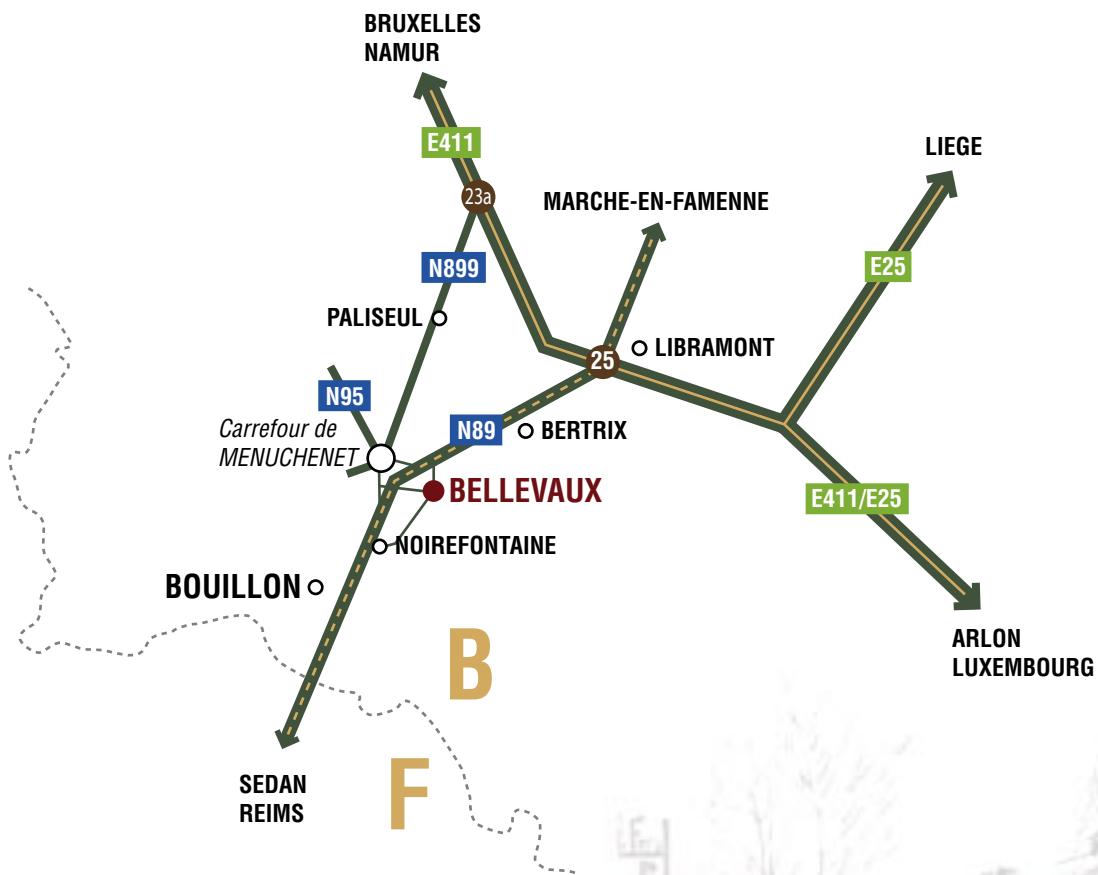 BRUXELLES
NAMUR
E411
LIEGE
23a
MARCHE-EN-FAMENNE
N899
E25
PALISEUL
25
LIBRAMONT
N95
Carrefour de
MENUCHENET
N89
BERTRIX
BELLEVAUX
E411/E25
NOIREFONTAINE
BOUILLON
B
ARLON
LUXEMBOURG
SEDAN
REIMS
F